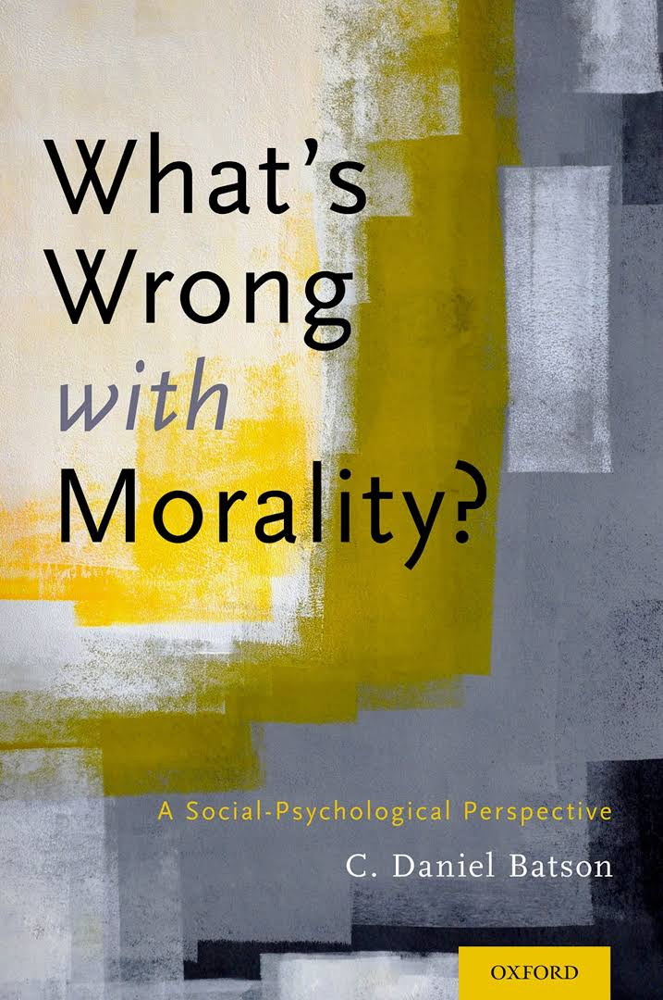 What’s
Wrong
with
Morality?
A Social-Psychological Perspective
C. Daniel Batson
OXFORD